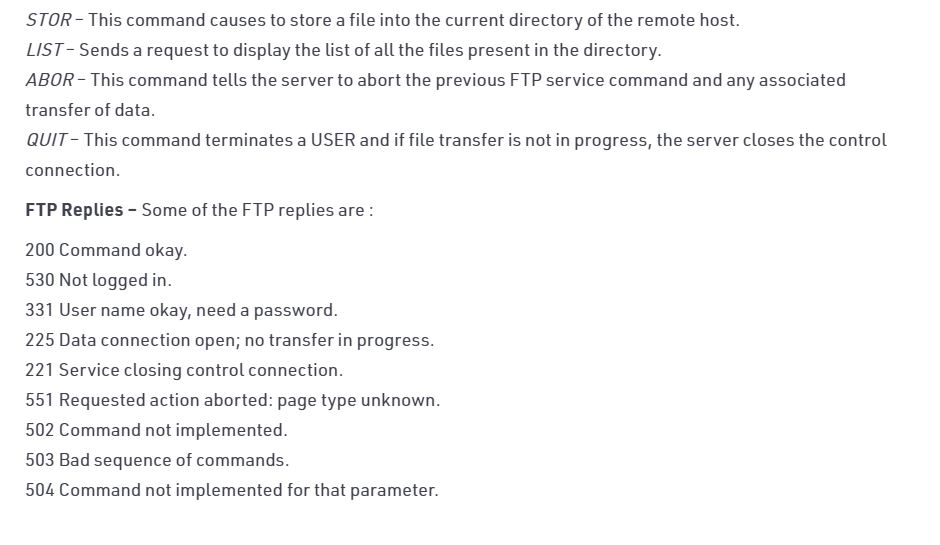 STOR – This command causes to store a file into the current directory of the remote host.
LIST – Sends a request to display the list of all the files present in the directory.
ABOR – This command tells the server to abort the previous FTP service command and any associated
transfer of data.
QUIT – This command terminates a USER and if file transfer is not in progress, the server closes the control
connection.
FTP Replies – Some of the FTP replies are :
200 Command okay.
530 Not logged in.
331 User name okay, need a password.
225 Data connection open; no transfer in progress.
221 Service closing control connection.
551 Requested action aborted: page type unknown.
502 Command not implemented.
503 Bad sequence of commands.
504 Command not implemented for that parameter.